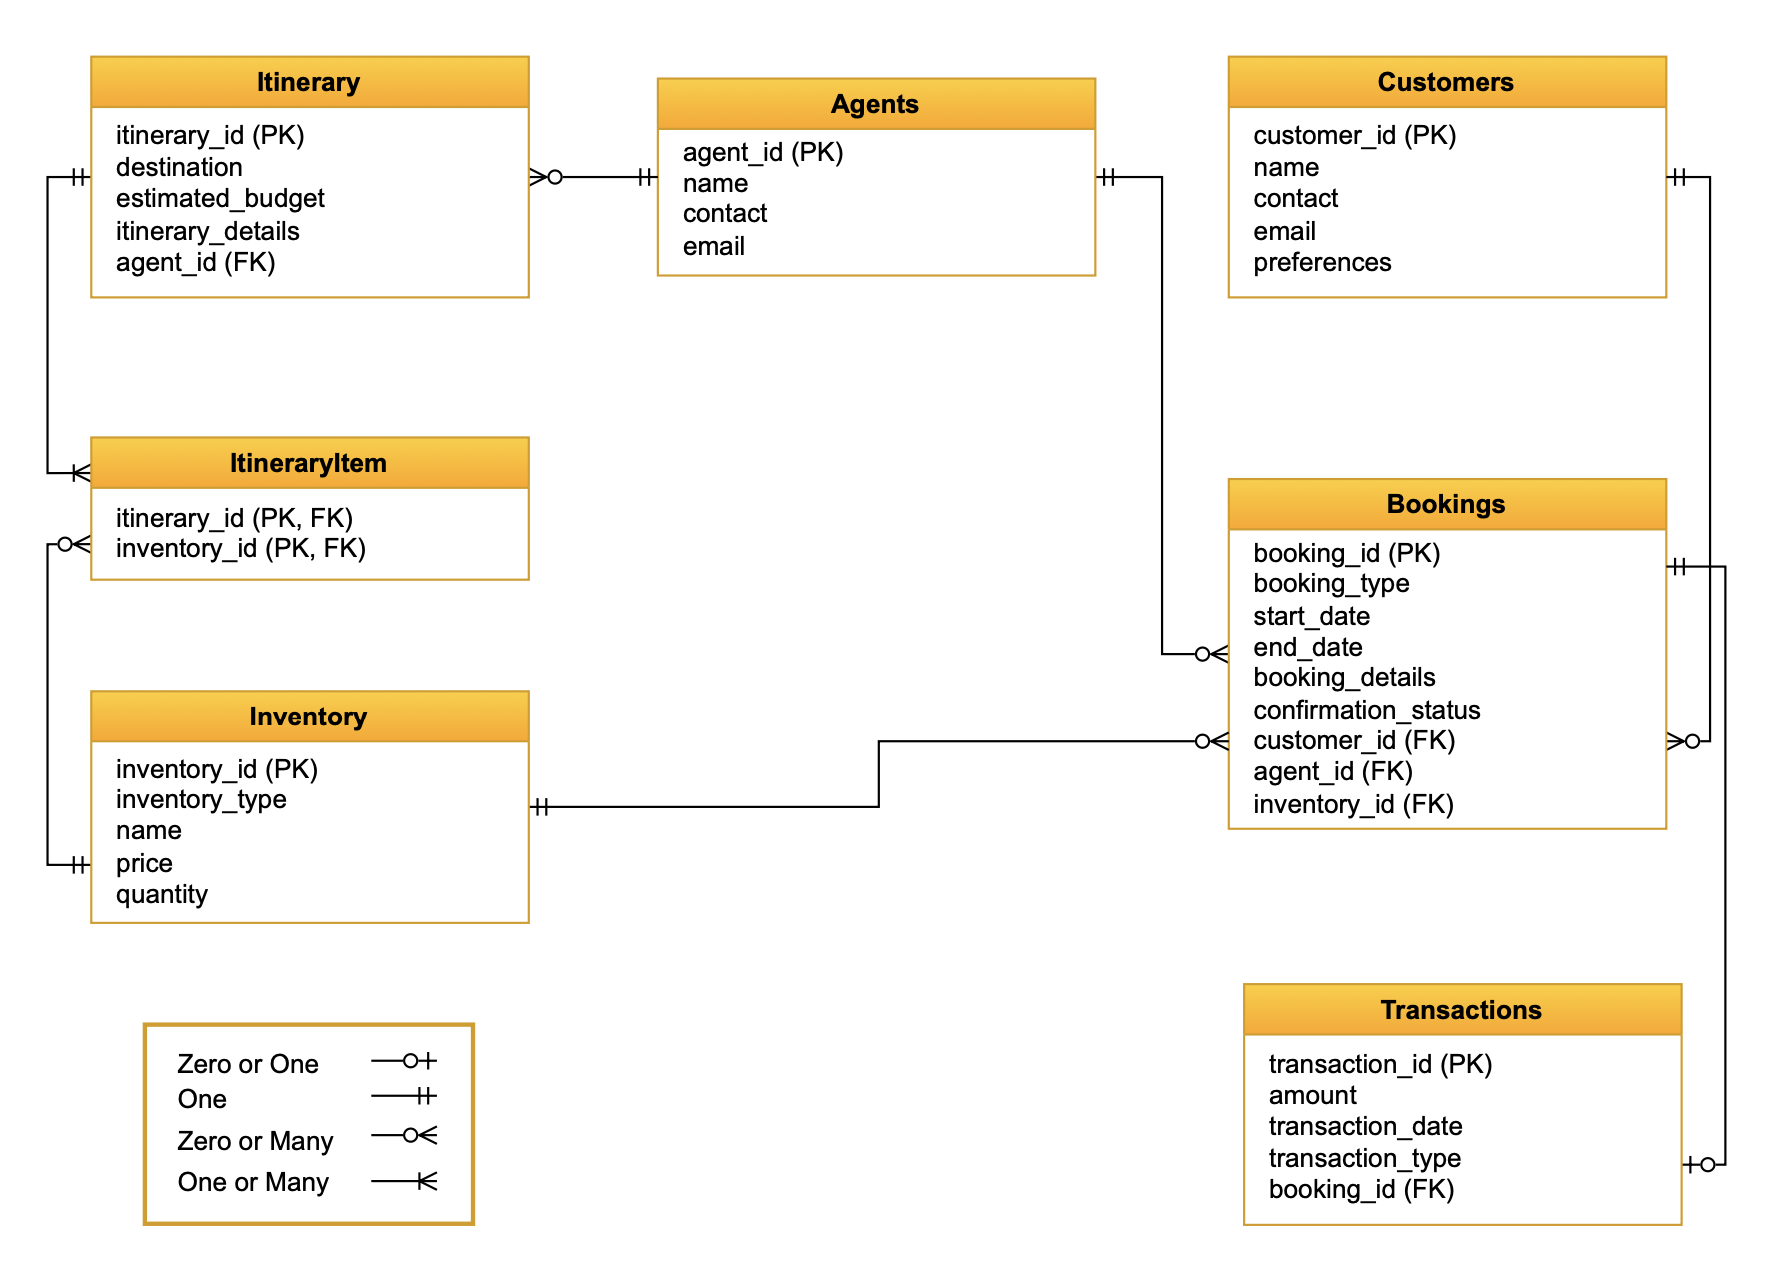 Itinerary
itinerary_id (PK)
destination
estimated_budget
itinerary_details
agent_id (FK)
Agents
agent_id (PK)
name
contact
email
Customers
customer_id (PK)
name
contact
email
preferences
ItineraryItem
itinerary_id (PK, FK)
inventory_id (PK, FK)
Bookings
booking_id (PK)
booking_type
start_date
end_date
booking_details
confirmation_status
customer_id (FK)
agent_id (FK)
inventory_id (FK)
Inventory
inventory_id (PK)
inventory_type
name
price
quantity
Transactions
transaction_id (PK)
amount
transaction_date
transaction_type
booking_id (FK)
Zero or One
One
Zero or Many
One or Many